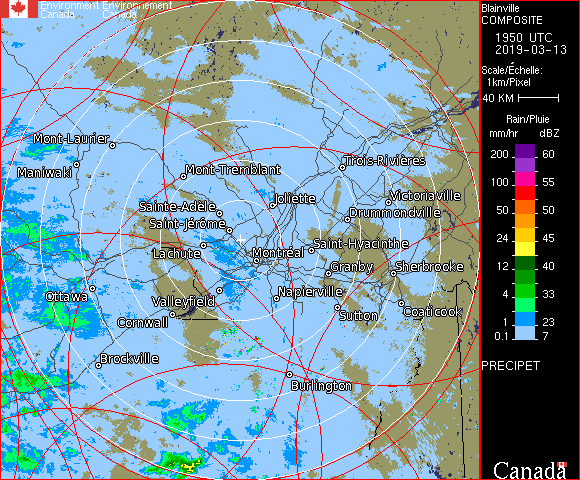 Environment Environnement
Canada Canada
Blainville
COMPOSITE
1950 UTC
2019-03-13
Scale/Échelle:
1km/Pixel
40 KM
Rain/Pluie
mm/hr dBZ
200 60
100 55
50 50
24 45
12 40
4 33
1 23
0.1 7
PRECIPET
Canada
Mont-Laurier
Maniwaki
Mont-Tremblant
Trois-Rivières
Joliette
Victoriaville
Sainte-Adèle
Drummondville
Saint-Jérôme
Lachute
Montréal
Saint-Hyacinthe
Granby
Sherbrooke
Ottawa
Valleyfield
Napierville
Cornwall
Sutton
Coaticook
Brockville
Burlington